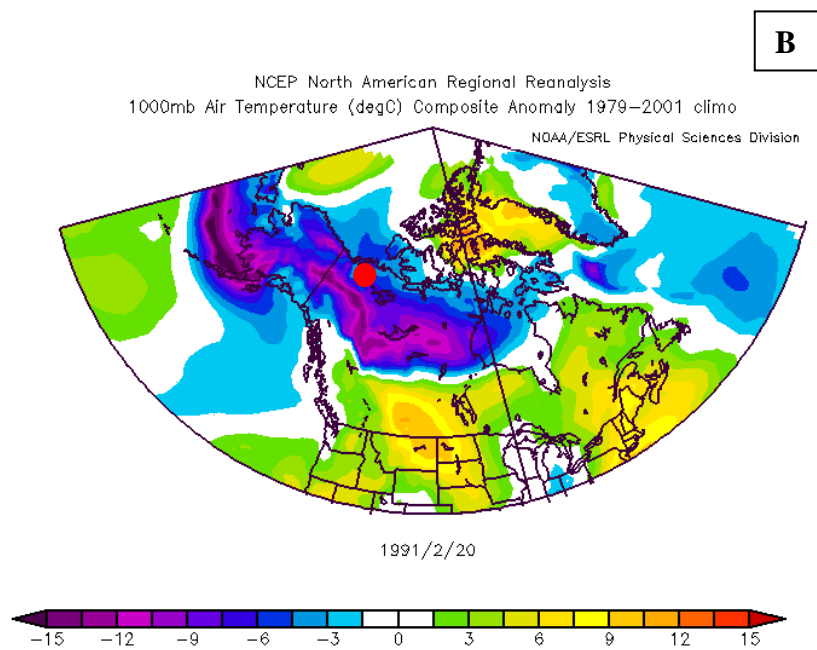 B
NCEP North American Regional Reanalysis
1000mb Air Temperature (degC) Composite Anomaly 1979-2001 climo
NOAA/ESRL Physical Sciences Division
1991/2/20
-15 -12 -9 -6 -3 0 3 6 9 12 15